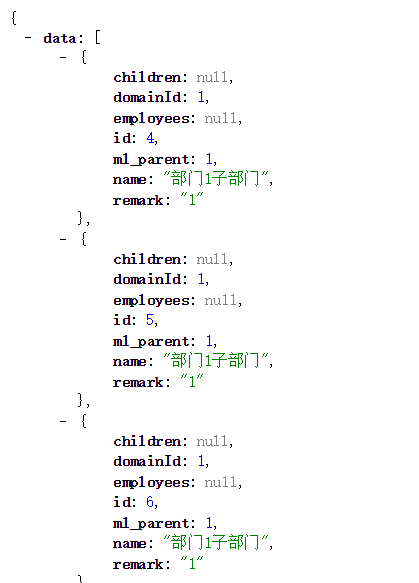 {
- data: [
- {
children: null,
domainId: 1,
employees: null,
id: 4,
ml_parent: 1,
name: "部门1子部门",
remark: "1"
},
- {
children: null,
domainId: 1,
employees: null,
id: 5,
ml_parent: 1,
name: "部门1子部门",
remark: "1"
},
- {
children: null,
domainId: 1,
employees: null,
id: 6,
ml_parent: 1,
name: "部门1子部门",
remark: "1"
},